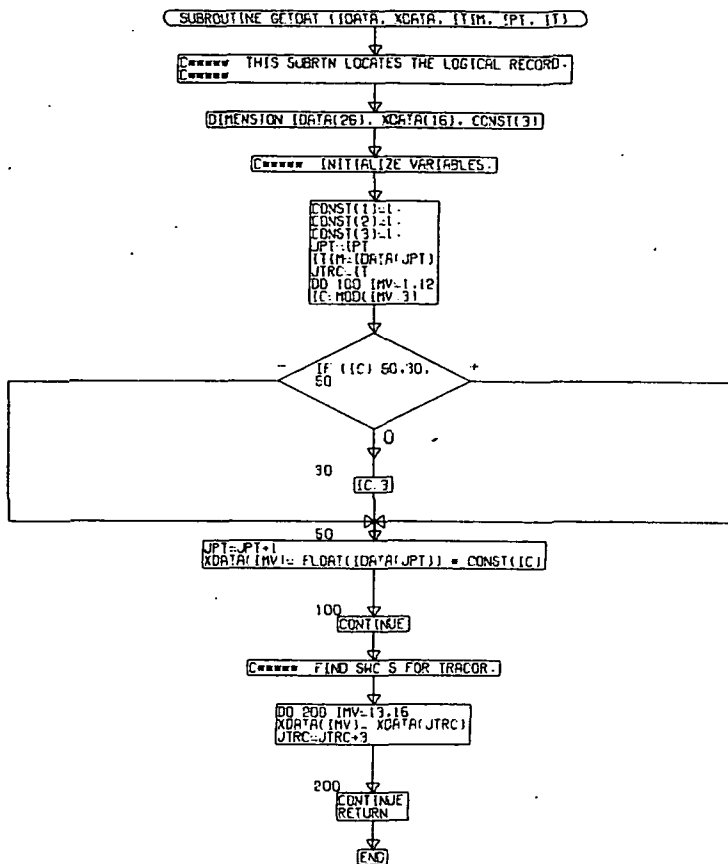 SUBROUTINE GETDAT (IDATA, XDATA, ITIM, IPT, IT)
C***** THIS SUBRTN LOCATES THE LOGICAL RECORD.
C*****
DIMENSION IDATA(26), XDATA(16), CONST(3)
C***** INITIALIZE VARIABLES.
CONST(1)=1.
CONST(2)=1.
CONST(3)=1.
JPT=IPT
ITIM=IDATA(JPT)
JTRC=IT
DO 100 IMV=1,12
IC=MOD(IMV,3)
- IF (IC) 50,30, +
50
0
30
IC=3
50
JPT=JPT+1
XDATA(IMV)= FLOAT(IDATA(JPT)) * CONST(IC)
100
CONTINUE
C***** FIND SWC S FOR TRACOR.
DO 200 IMV=13,16
XDATA(IMV)= XDATA(JTRC)
JTRC=JTRC+3
200
CONTINUE
RETURN
END